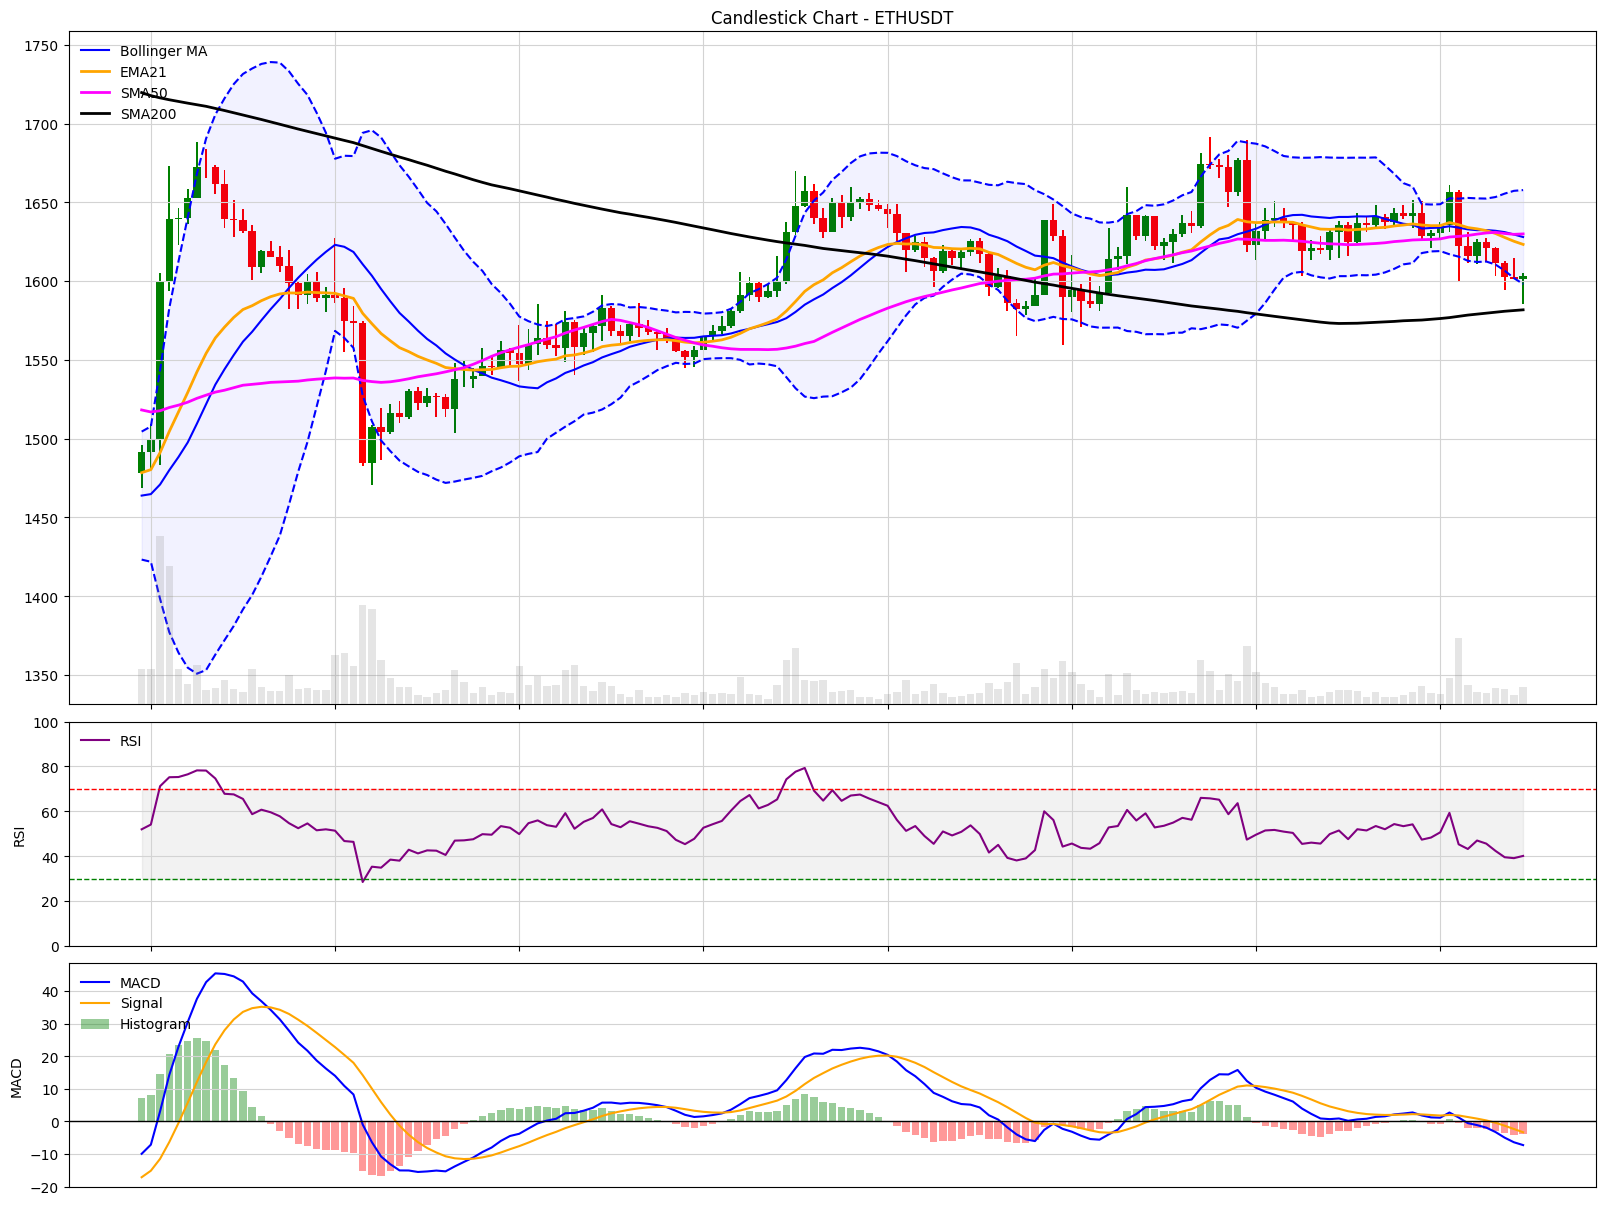 Candlestick Chart - ETHUSDT
1750
1700
1650
1600
1550
1500
1450
1400
1350
Bollinger MA
EMA21
SMA50
SMA200
100
80
60
40
20
0
RSI
RSI
40
30
20
10
0
−10
−20
MACD
MACD
Signal
Histogram